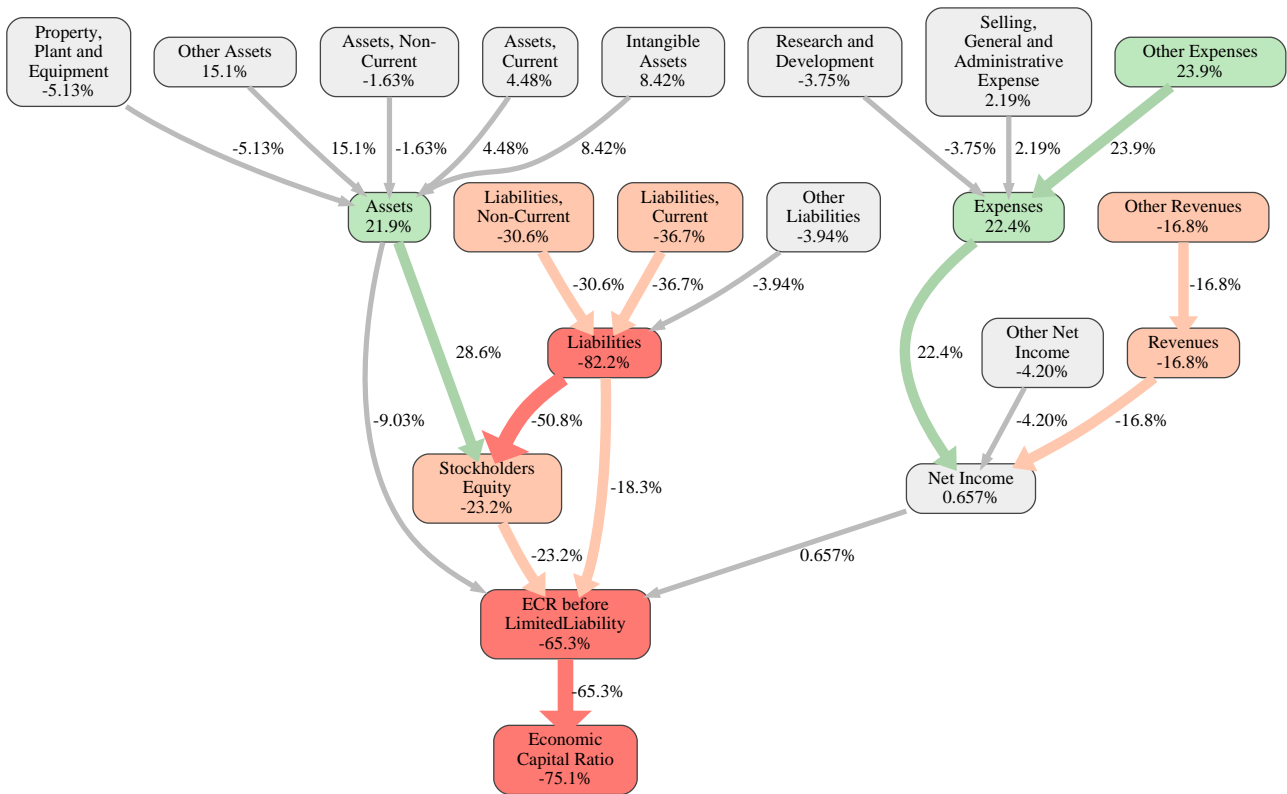 Property,
Plant and
Equipment
-5.13%
Other Assets
15.1%
Assets, Non-
Current
-1.63%
Assets,
Current
4.48%
Intangible
Assets
8.42%
Research and
Development
-3.75%
Selling,
General and
Administrative
Expense
2.19%
Other Expenses
23.9%
-5.13%
15.1%
-1.63%
4.48%
8.42%
-3.75%
2.19%
23.9%
Assets
21.9%
Liabilities,
Non-Current
-30.6%
Liabilities,
Current
-36.7%
Other
Liabilities
-3.94%
Expenses
22.4%
Other Revenues
-16.8%
-30.6%
-36.7%
-3.94%
-16.8%
28.6%
Liabilities
-82.2%
22.4%
Other Net
Income
-4.20%
Revenues
-16.8%
-9.03%
-50.8%
-4.20%
-16.8%
Stockholders
Equity
-23.2%
-18.3%
Net Income
0.657%
-23.2%
0.657%
ECR before
LimitedLiability
-65.3%
-65.3%
Economic
Capital Ratio
-75.1%